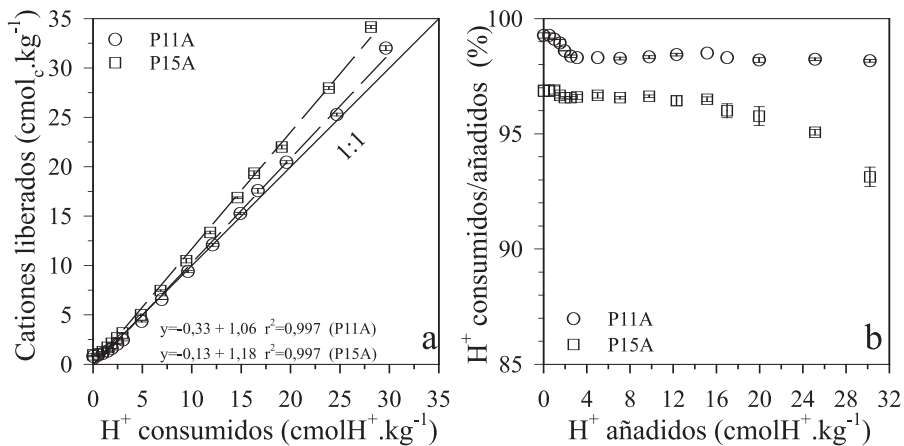 35
30
25
20
15
10
5
0
Cationes liberados (cmol_c.kg⁻¹)
P11A
P15A
1:1
y=-0,33 + 1,06 r²=0,997 (P11A)
y=-0,13 + 1,18 r²=0,997 (P15A)
a
0 5 10 15 20 25 30 35
H⁺ consumidos (cmolH⁺.kg⁻¹)
100
95
90
85
H⁺ consumidos/añadidos (%)
P11A
P15A
b
0 4 8 12 16 20 24 28 32
H⁺ añadidos (cmolH⁺.kg⁻¹)